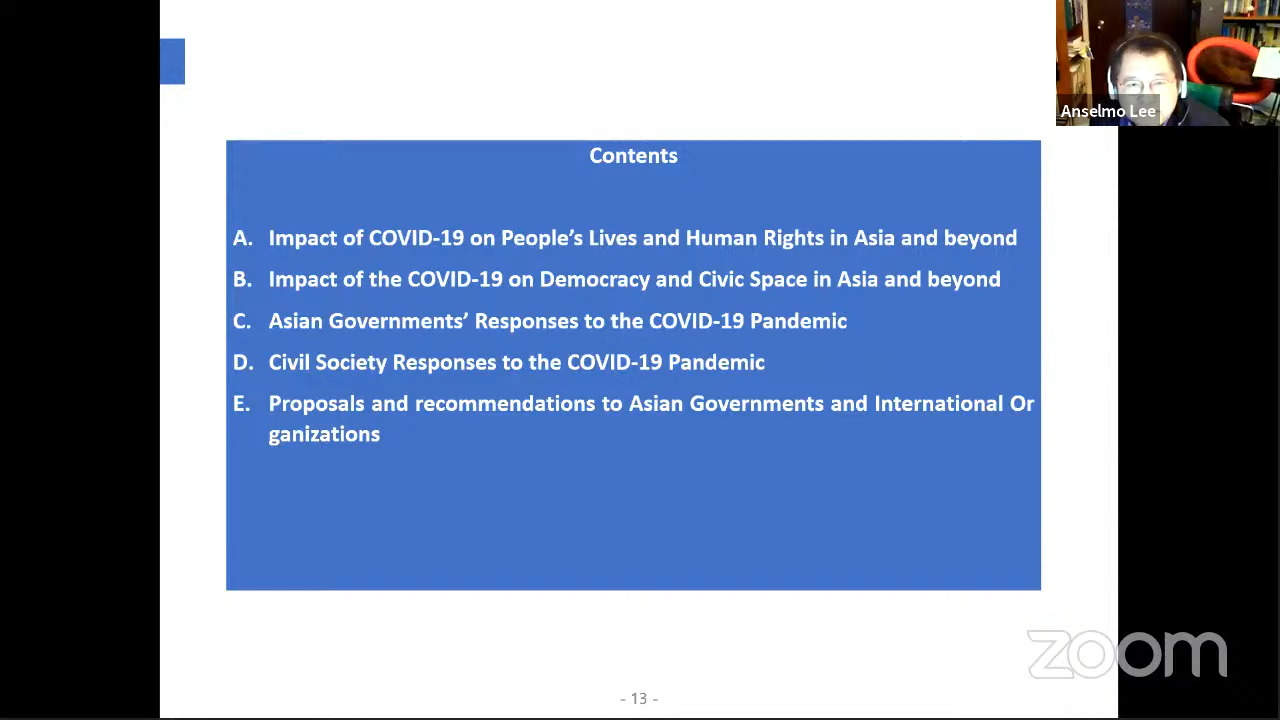 Anselmo Lee
Contents
A. Impact of COVID-19 on People’s Lives and Human Rights in Asia and beyond
B. Impact of the COVID-19 on Democracy and Civic Space in Asia and beyond
C. Asian Governments’ Responses to the COVID-19 Pandemic
D. Civil Society Responses to the COVID-19 Pandemic
E. Proposals and recommendations to Asian Governments and International Or
ganizations
zoom
- 13 -